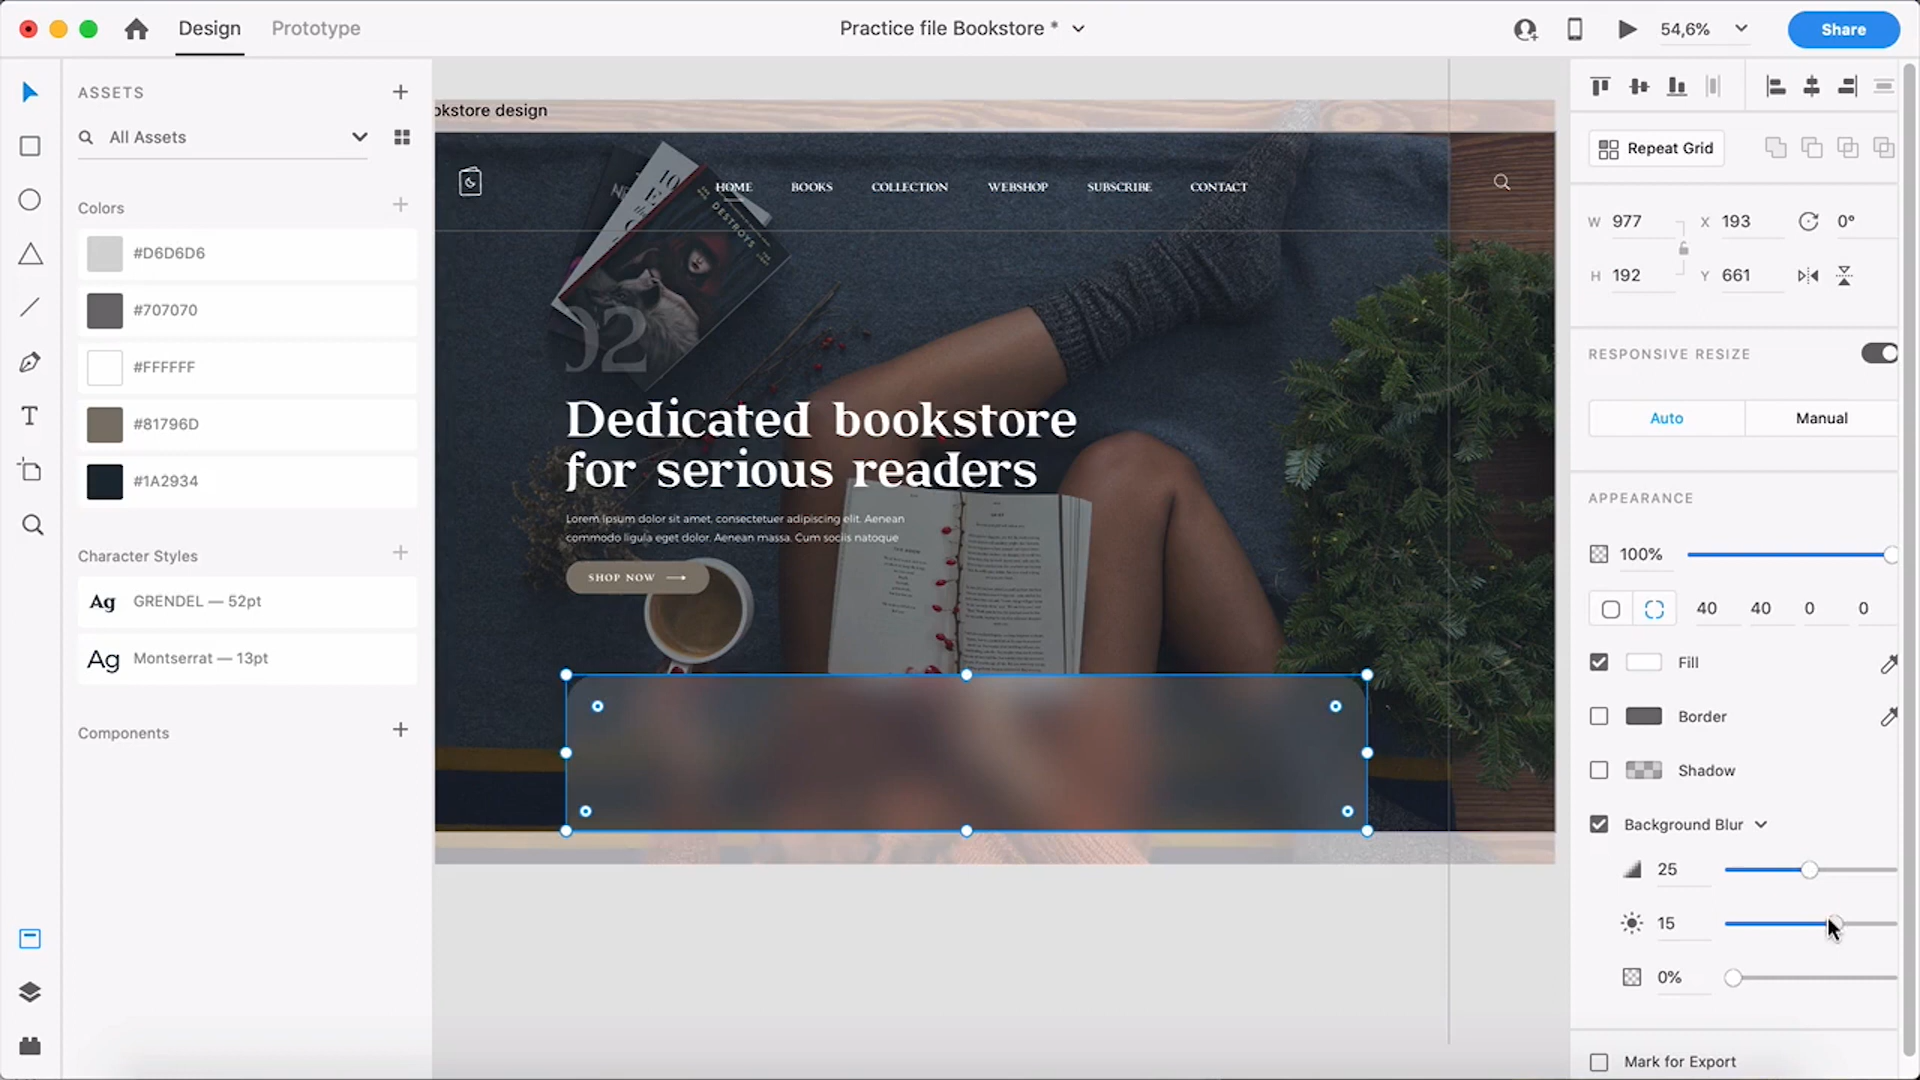 Design
Prototype
Practice file Bookstore *
54,6%
Share
ASSETS
All Assets
Colors
#D6D6D6
#707070
#FFFFFF
#81796D
#1A2934
Character Styles
Ag GRENDEL — 52pt
Ag Montserrat — 13pt
Components
okstore design
HOME BOOKS COLLECTION WEBSHOP SUBSCRIBE CONTACT
DESTROYS
02
Dedicated bookstore
for serious readers
Lorem ipsum dolor sit amet, consectetuer adipiscing elit. Aenean
commodo ligula eget dolor. Aenean massa. Cum sociis natoque
SHOP NOW
Repeat Grid
W 977 X 193 0°
H 192 Y 661
RESPONSIVE RESIZE
Auto Manual
APPEARANCE
100%
40 40 0 0
Fill
Border
Shadow
Background Blur
25
15
0%
Mark for Export